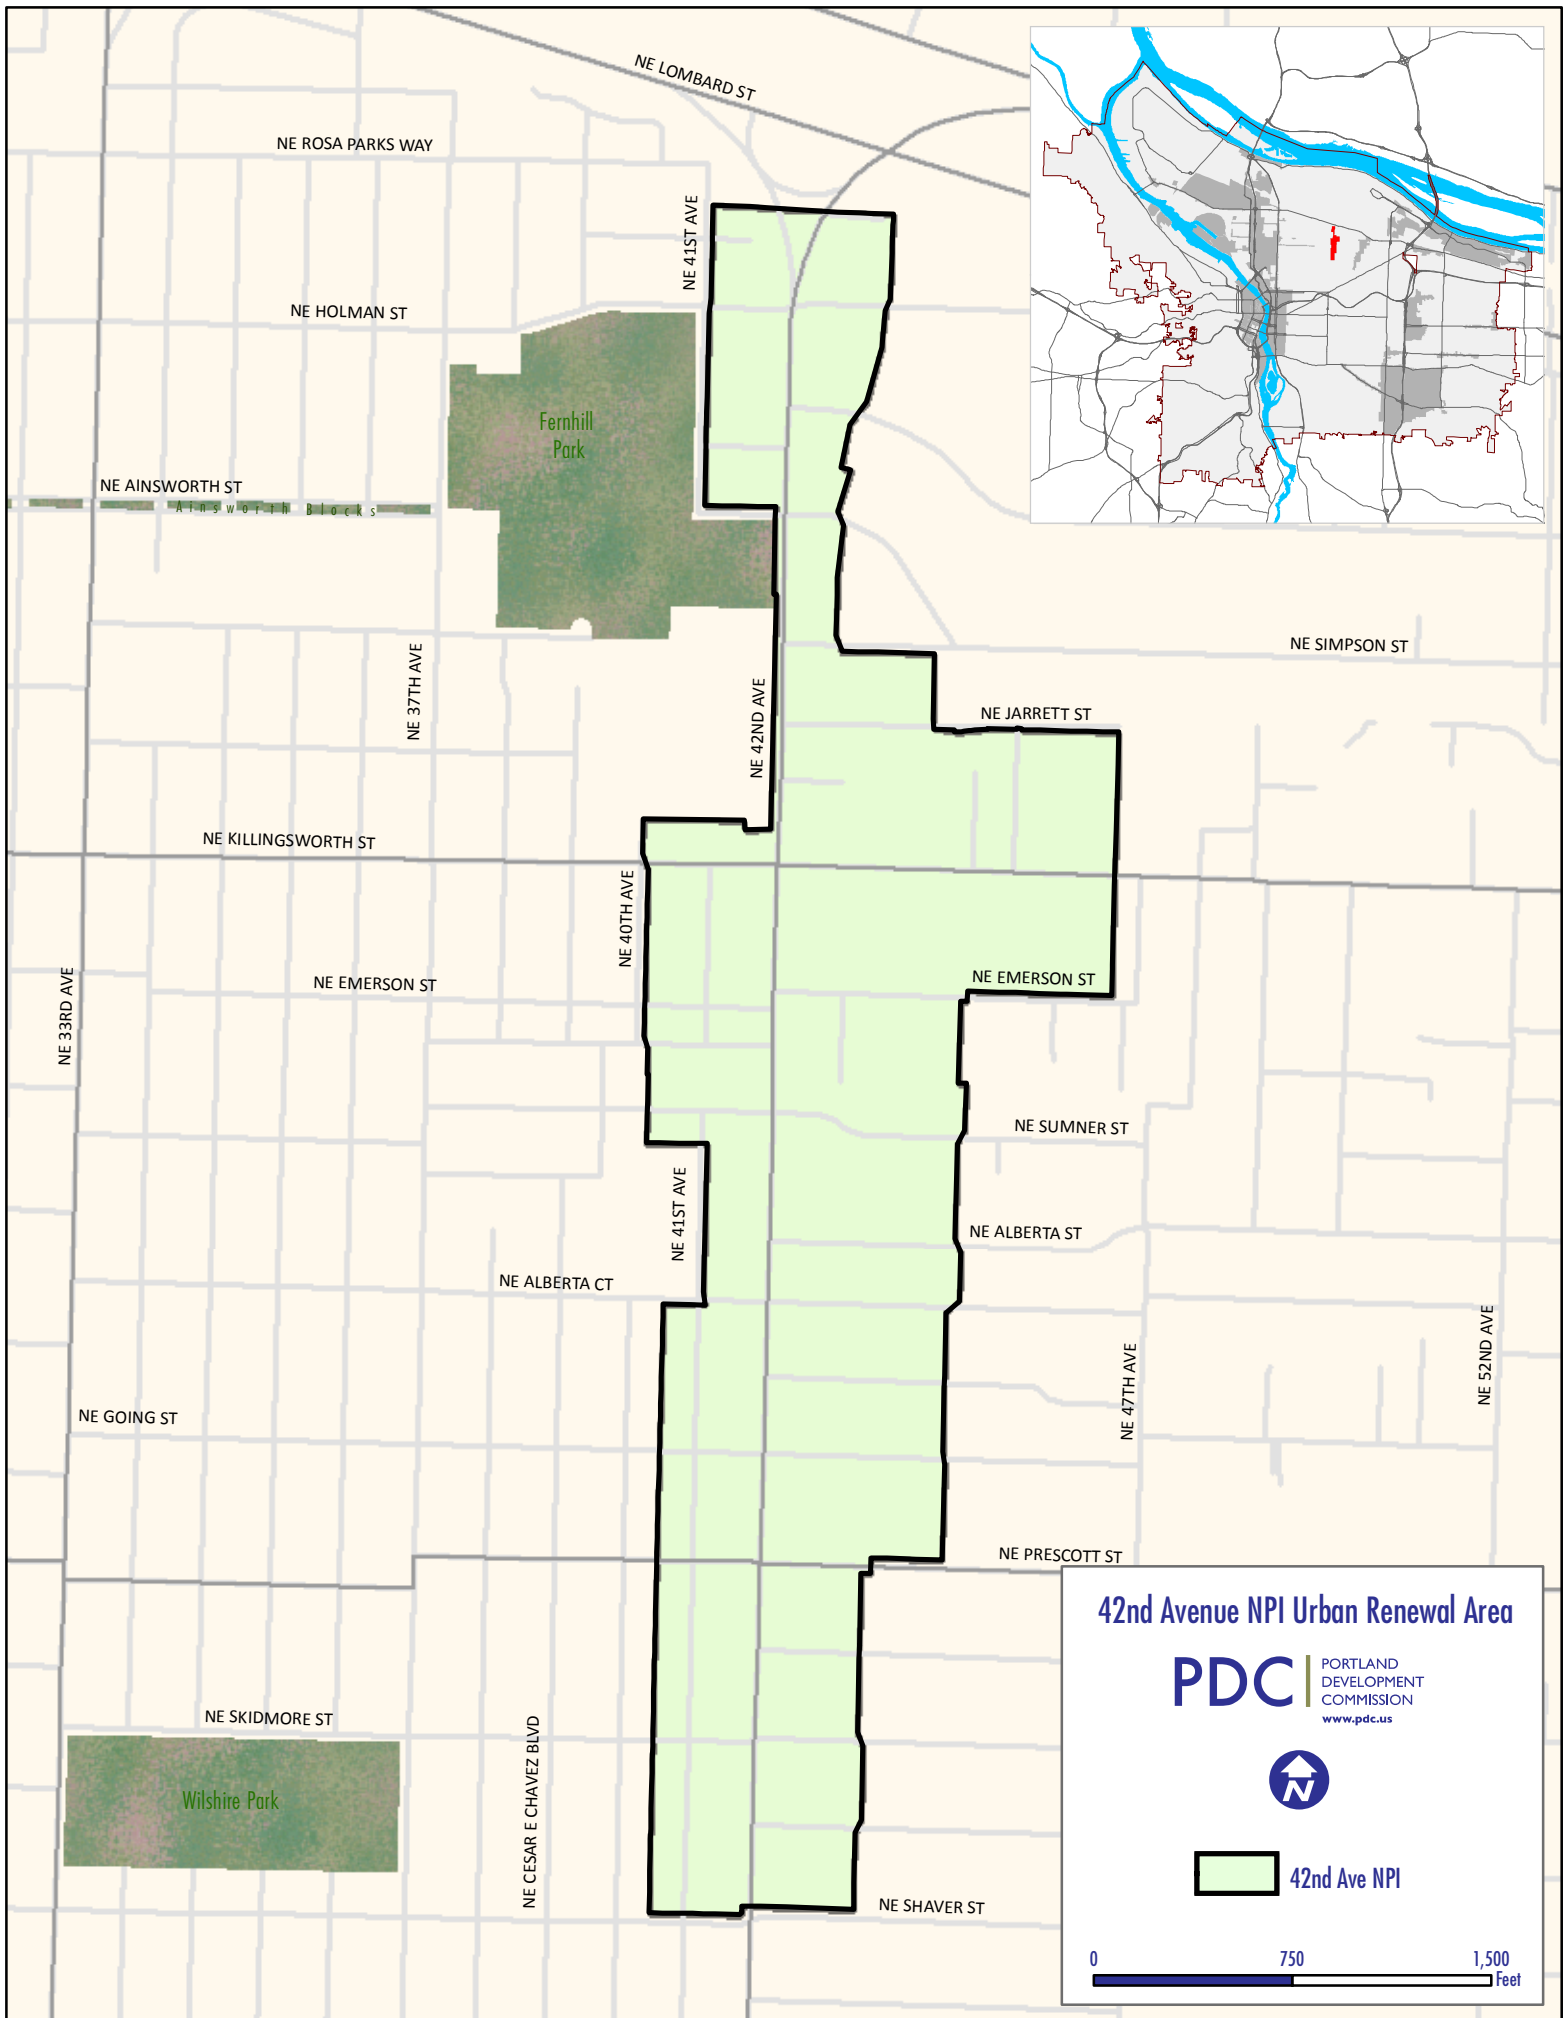 NE LOMBARD ST
NE ROSA PARKS WAY
NE 41ST AVE
NE HOLMAN ST
Fernhill
Park
NE AINSWORTH ST
Ainsworth Blocks
NE SIMPSON ST
NE 37TH AVE
NE 42ND AVE
NE JARRETT ST
NE KILLINGSWORTH ST
NE 40TH AVE
NE 33RD AVE
NE EMERSON ST
NE EMERSON ST
NE SUMNER ST
NE 41ST AVE
NE ALBERTA ST
NE ALBERTA CT
NE 47TH AVE
NE 52ND AVE
NE GOING ST
NE PRESCOTT ST
NE SKIDMORE ST
NE CESAR E CHAVEZ BLVD
Wilshire Park
NE SHAVER ST
42nd Avenue NPI Urban Renewal Area
PDC
PORTLAND
DEVELOPMENT
COMMISSION
www.pdc.us
N
42nd Ave NPI
0 750 1,500
Feet